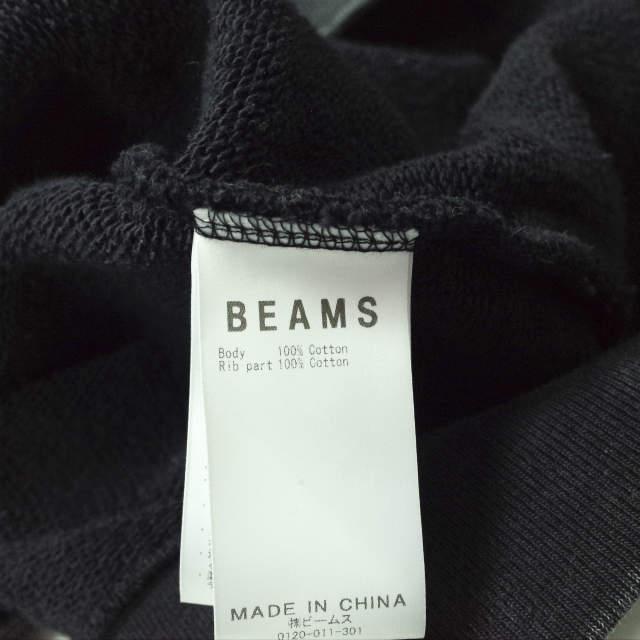 BEAMS
Body 100% Cotton
Rib part 100% Cotton
MADE IN CHINA
㈱ビームス
0120-011-301